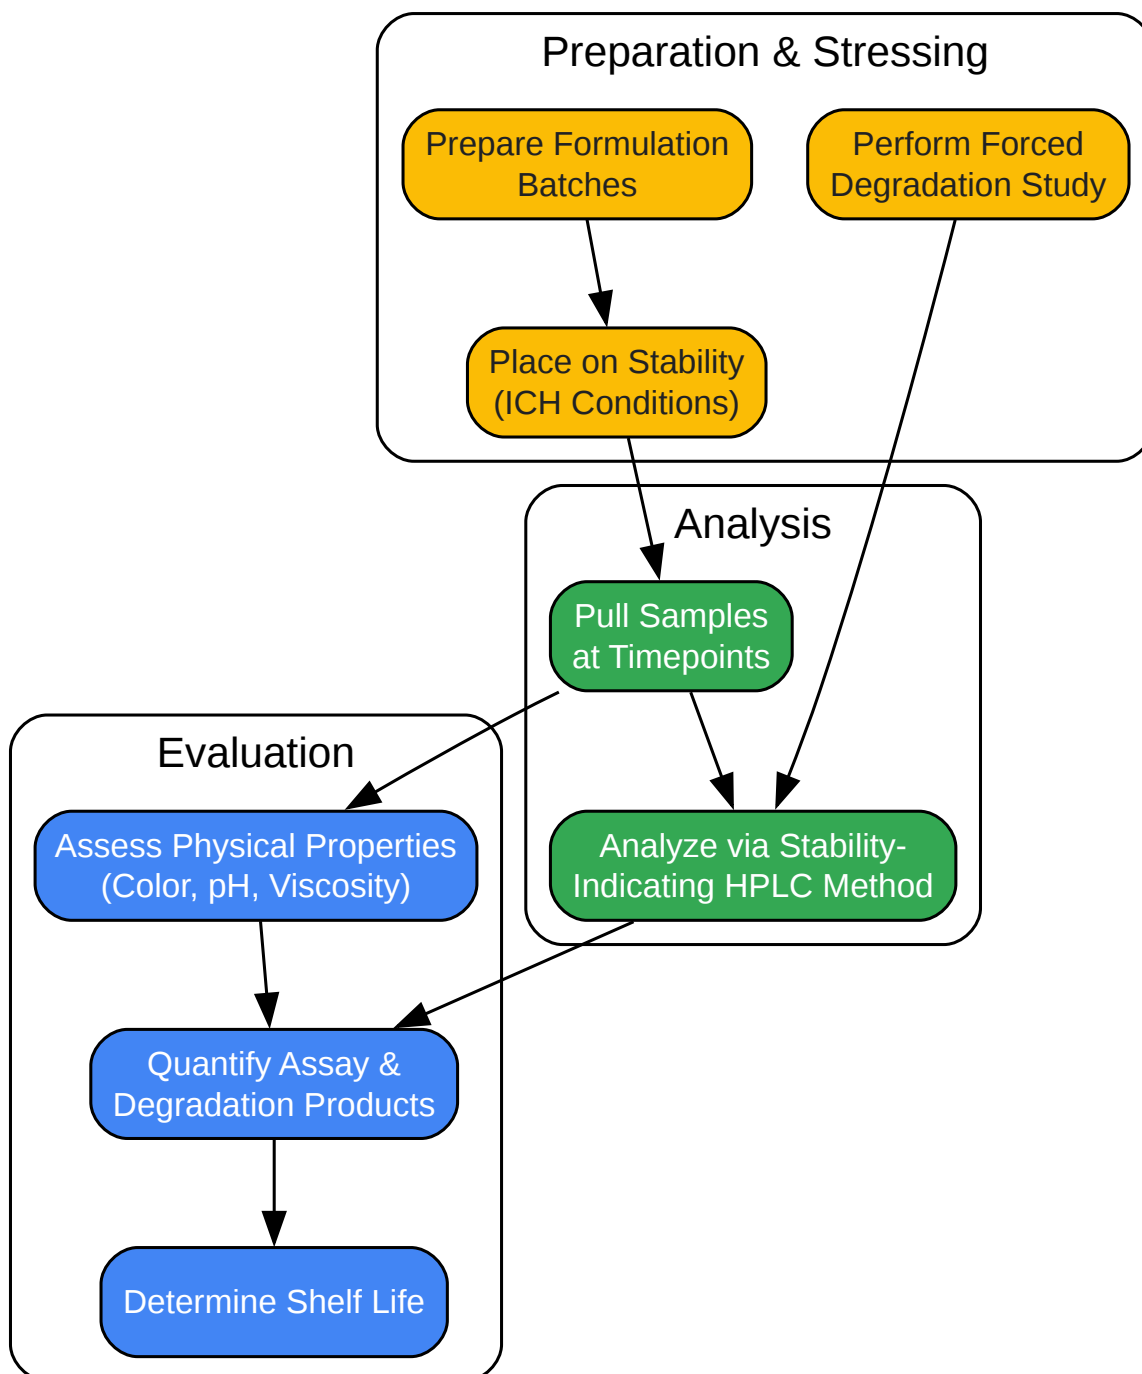 Preparation & Stressing
Prepare Formulation
Batches
Perform Forced
Degradation Study
Place on Stability
(ICH Conditions)
Analysis
Pull Samples
at Timepoints
Evaluation
Assess Physical Properties
(Color, pH, Viscosity)
Analyze via Stability-
Indicating HPLC Method
Quantify Assay &
Degradation Products
Determine Shelf Life